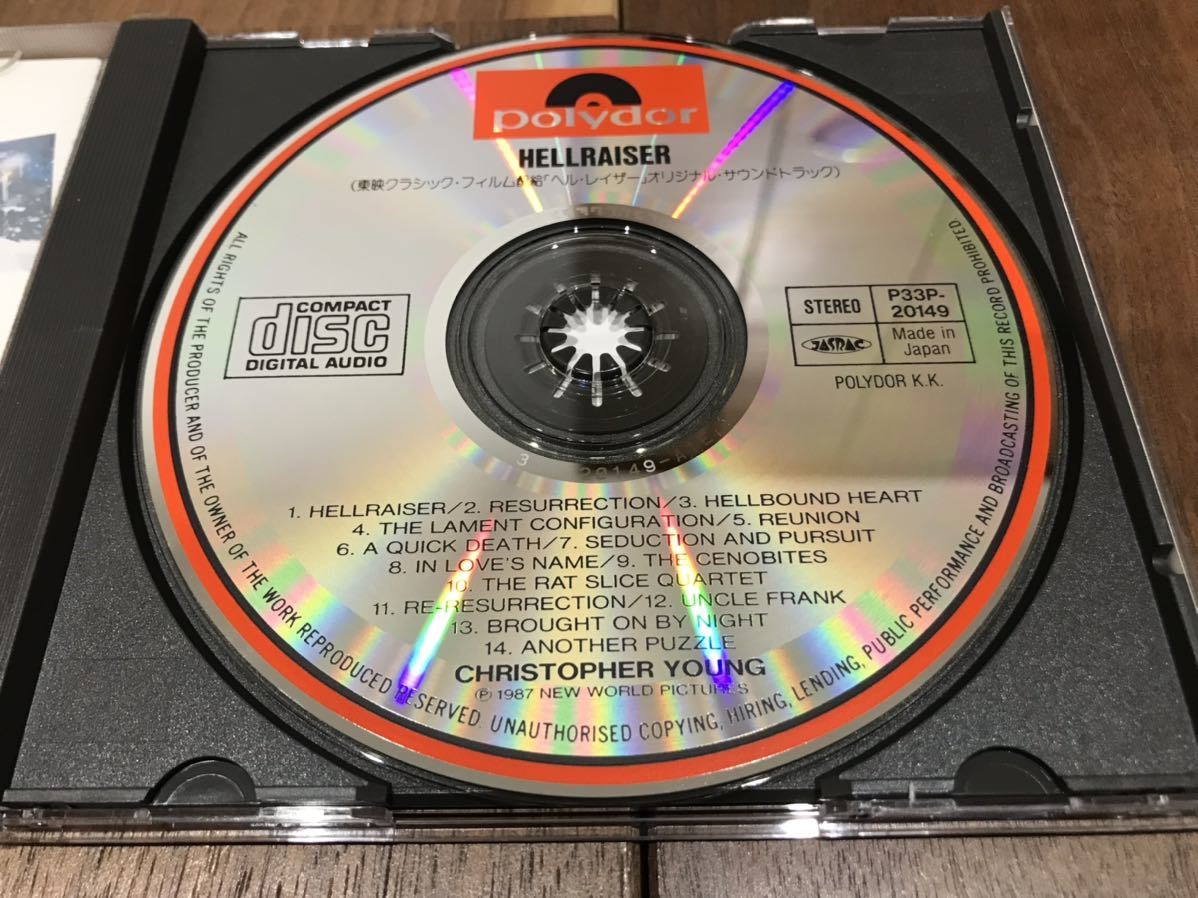 polydor
HELLRAISER
(東映クラシック・フィルム配給「ヘル・レイザー」オリジナル・サウンドトラック)
COMPACT
disc
DIGITAL AUDIO
STEREO
P33P-
20149
JASRAC
Made in
Japan
POLYDOR K.K.
20149-A
1. HELLRAISER/2. RESURRECTION/3. HELLBOUND HEART
4. THE LAMENT CONFIGURATION/5. REUNION
6. A QUICK DEATH/7. SEDUCTION AND PURSUIT
8. IN LOVE'S NAME/9. THE CENOBITES
10. THE RAT SLICE QUARTET
11. RE-RESURRECTION/12. UNCLE FRANK
13. BROUGHT ON BY NIGHT
14. ANOTHER PUZZLE
CHRISTOPHER YOUNG
Ⓟ 1987 NEW WORLD PICTURES
ALL RIGHTS OF THE PRODUCER AND OF THE OWNER OF THE WORK REPRODUCED RESERVED. UNAUTHORISED COPYING, HIRING, LENDING, PUBLIC PERFORMANCE AND BROADCASTING OF THIS RECORD PROHIBITED.